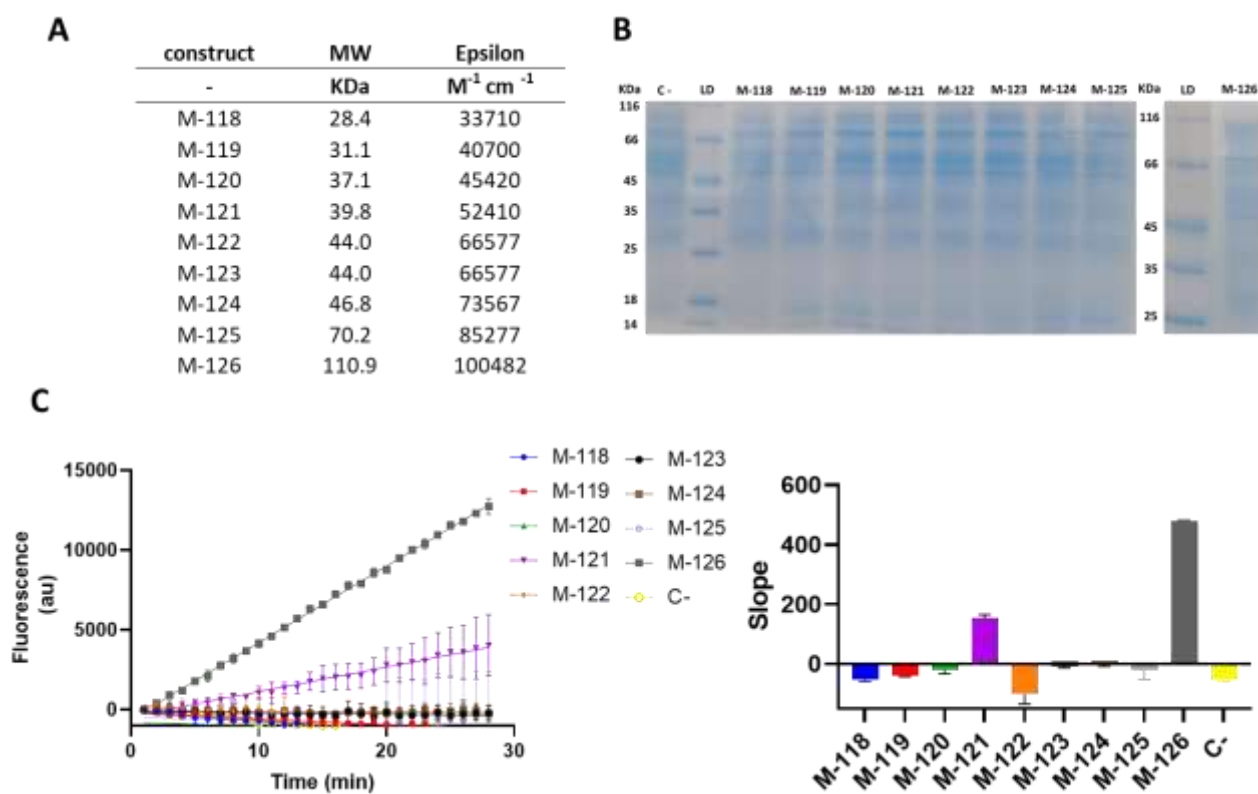 A
construct MW Epsilon
- KDa M-1 cm -1
M-118 28.4 33710
M-119 31.1 40700
M-120 37.1 45420
M-121 39.8 52410
M-122 44.0 66577
M-123 44.0 66577
M-124 46.8 73567
M-125 70.2 85277
M-126 110.9 100482
B
KDa C - LD M-118 M-119 M-120 M-121 M-122 M-123 M-124 M-125 KDa LD M-126
116
66
45
35
25
18
14
116
66
45
35
25
C
Fluorescence
(au)
15000
10000
5000
0
0 10 20 30
Time (min)
M-118 M-123
M-119 M-124
M-120 M-125
M-121 M-126
M-122 C-
Slope
600
400
200
0
M-118 M-119 M-120 M-121 M-122 M-123 M-124 M-125 M-126 C-